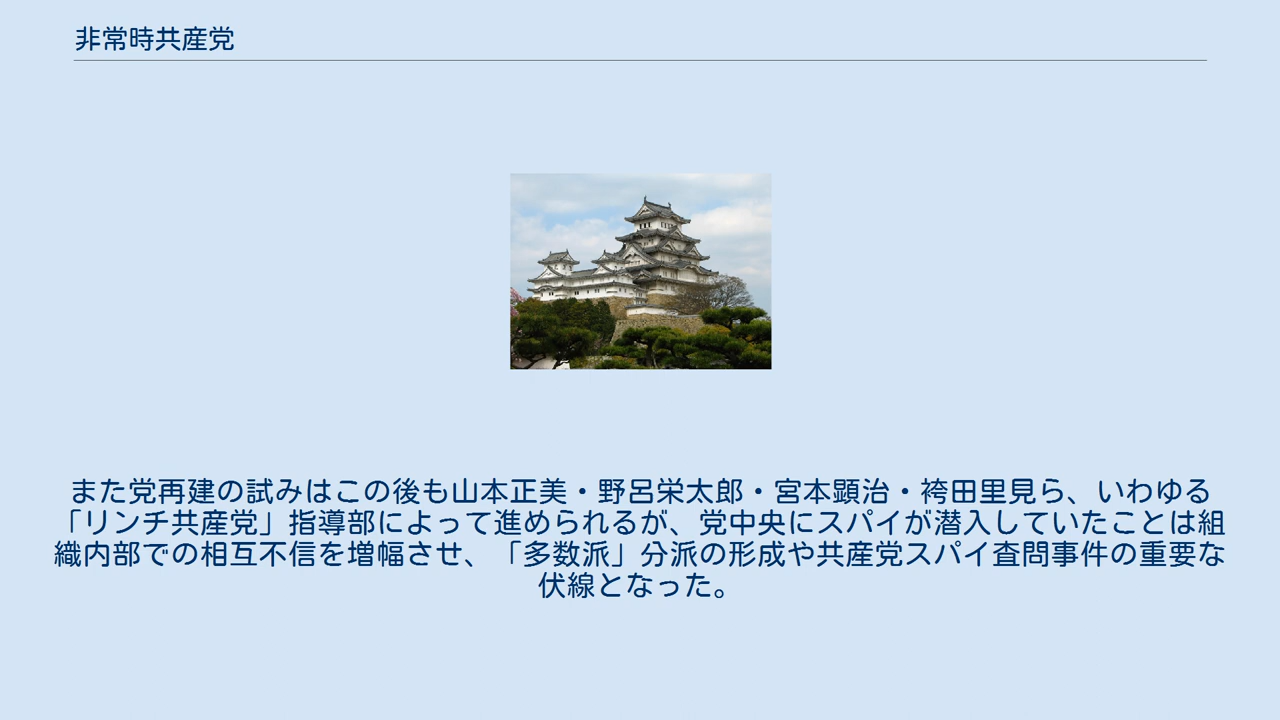 非常時共産党
また党再建の試みはこの後も山本正美・野呂栄太郎・宮本顕治・袴田里見ら、いわゆる
「リンチ共産党」指導部によって進められるが、党中央にスパイが潜入していたことは組
織内部での相互不信を増幅させ、「多数派」分派の形成や共産党スパイ査問事件の重要な
伏線となった。